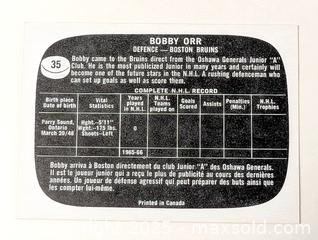 35
BOBBY ORR
DEFENCE — BOSTON BRUINS
Bobby came to the Bruins direct from the Oshawa Generals Junior "A"
Club. He is the most publicized Junior in many years and certainly will
become one of the future stars in the N.H.L. A rushing defenceman who
can set up goals as well as score them.
COMPLETE N.H.L. RECORD
Birth place Date of birth
Vital Statistics
Years played in N.H.L.
N.H.L. Teams played on
Goals Scored
Assists
Penalties (Min.)
N.H.L. Trophies
Parry Sound, Ontario March 20/48
Hght.-5'11" Wght.-175 lbs. Shoots-Left
0
1965-66
Bobby arriva à Boston directement du club Junior "A" des Oshawa Generals.
Il est le joueur junior qui a reçu le plus de publicité au cours des dernières
années. Un joueur de défense agressif qui peut préparer des buts ainsi que
les compter lui-même.
Printed in Canada
maxsold.com